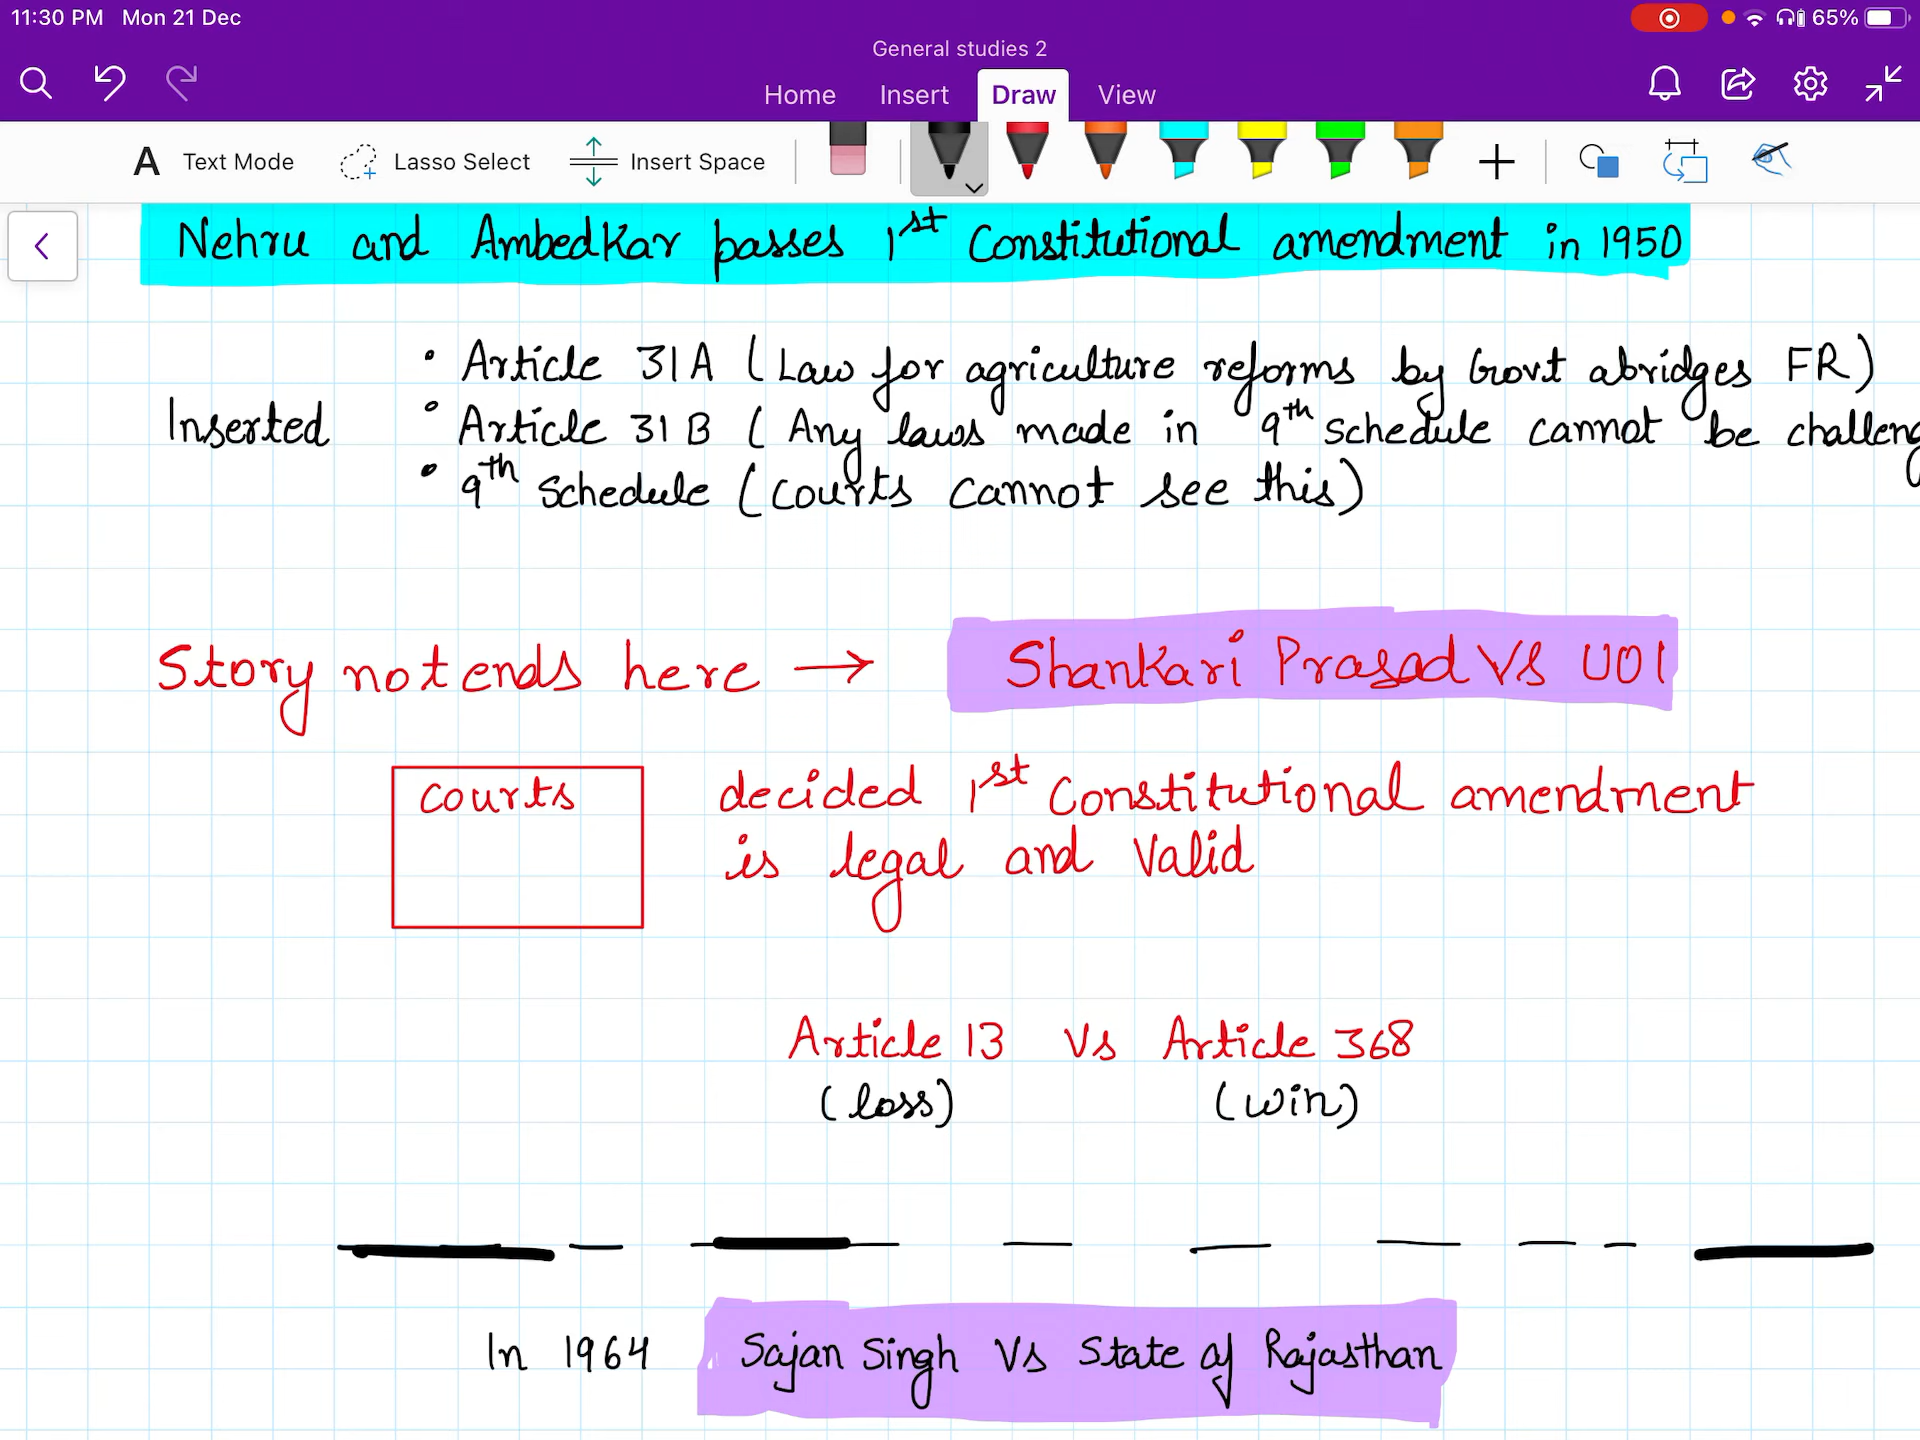 11:30 PM Mon 21 Dec
65%
General studies 2
Home Insert Draw View
A Text Mode Lasso Select Insert Space
Nehru and Ambedkar passes 1st Constitutional amendment in 1950
• Article 31A (Law for agriculture reforms by Govt abridges FR)
Inserted • Article 31B (Any laws made in 9th schedule cannot be challeng
• 9th Schedule (courts cannot see this)
Story not ends here → Shankari Prasad Vs UOI
courts decided 1st Constitutional amendment
is legal and Valid
Article 13 Vs Article 368
(loss) (win)
In 1964 Sajan Singh Vs State of Rajasthan